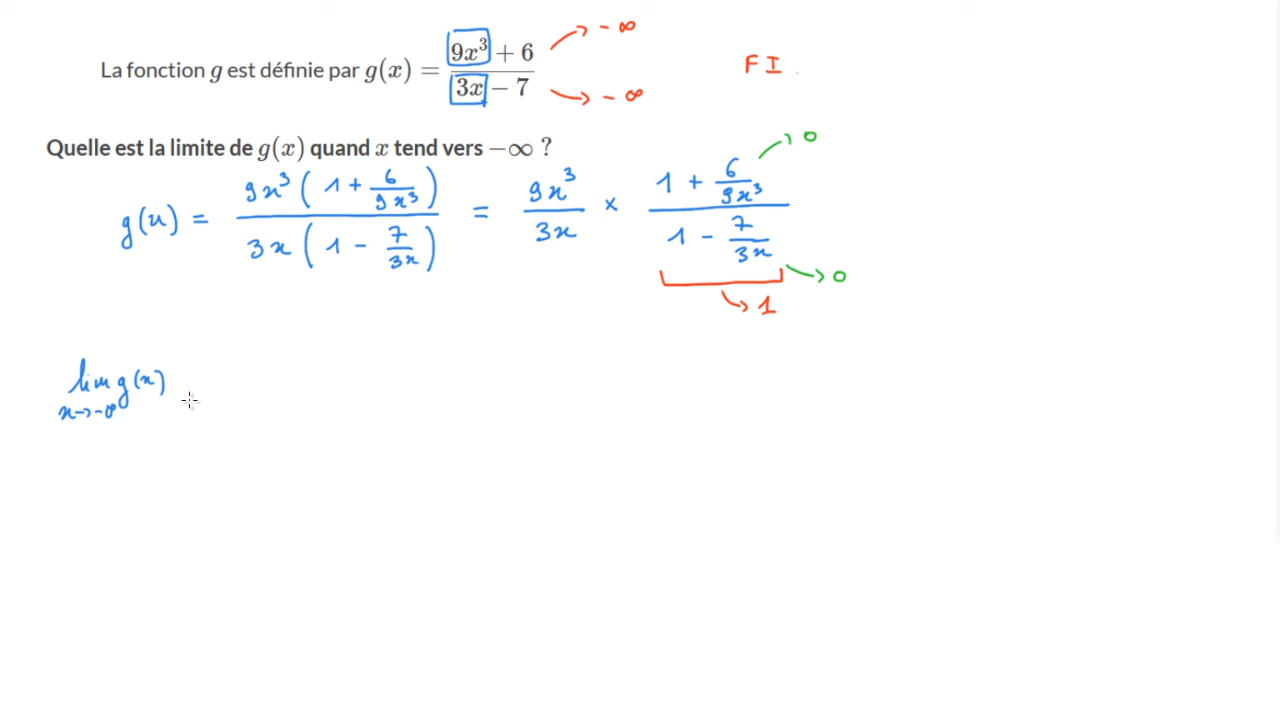 La fonction g est définie par g(x) = (9x³ + 6)/(3x − 7) → −∞ → −∞ F I
Quelle est la limite de g(x) quand x tend vers −∞ ?
g(x) = (9x³(1 + 6/(9x³)))/(3x(1 − 7/(3x))) = 9x³/3x × (1 + 6/(9x³))/(1 − 7/(3x)) → 0 → 0
→ 1
lim g(x)
x→−∞